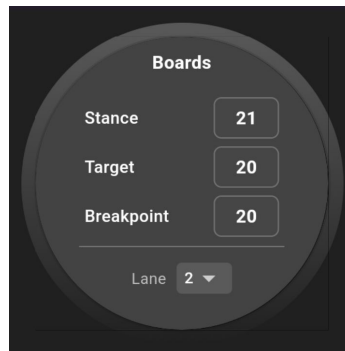 Boards
Stance 21
Target 20
Breakpoint 20
Lane 2